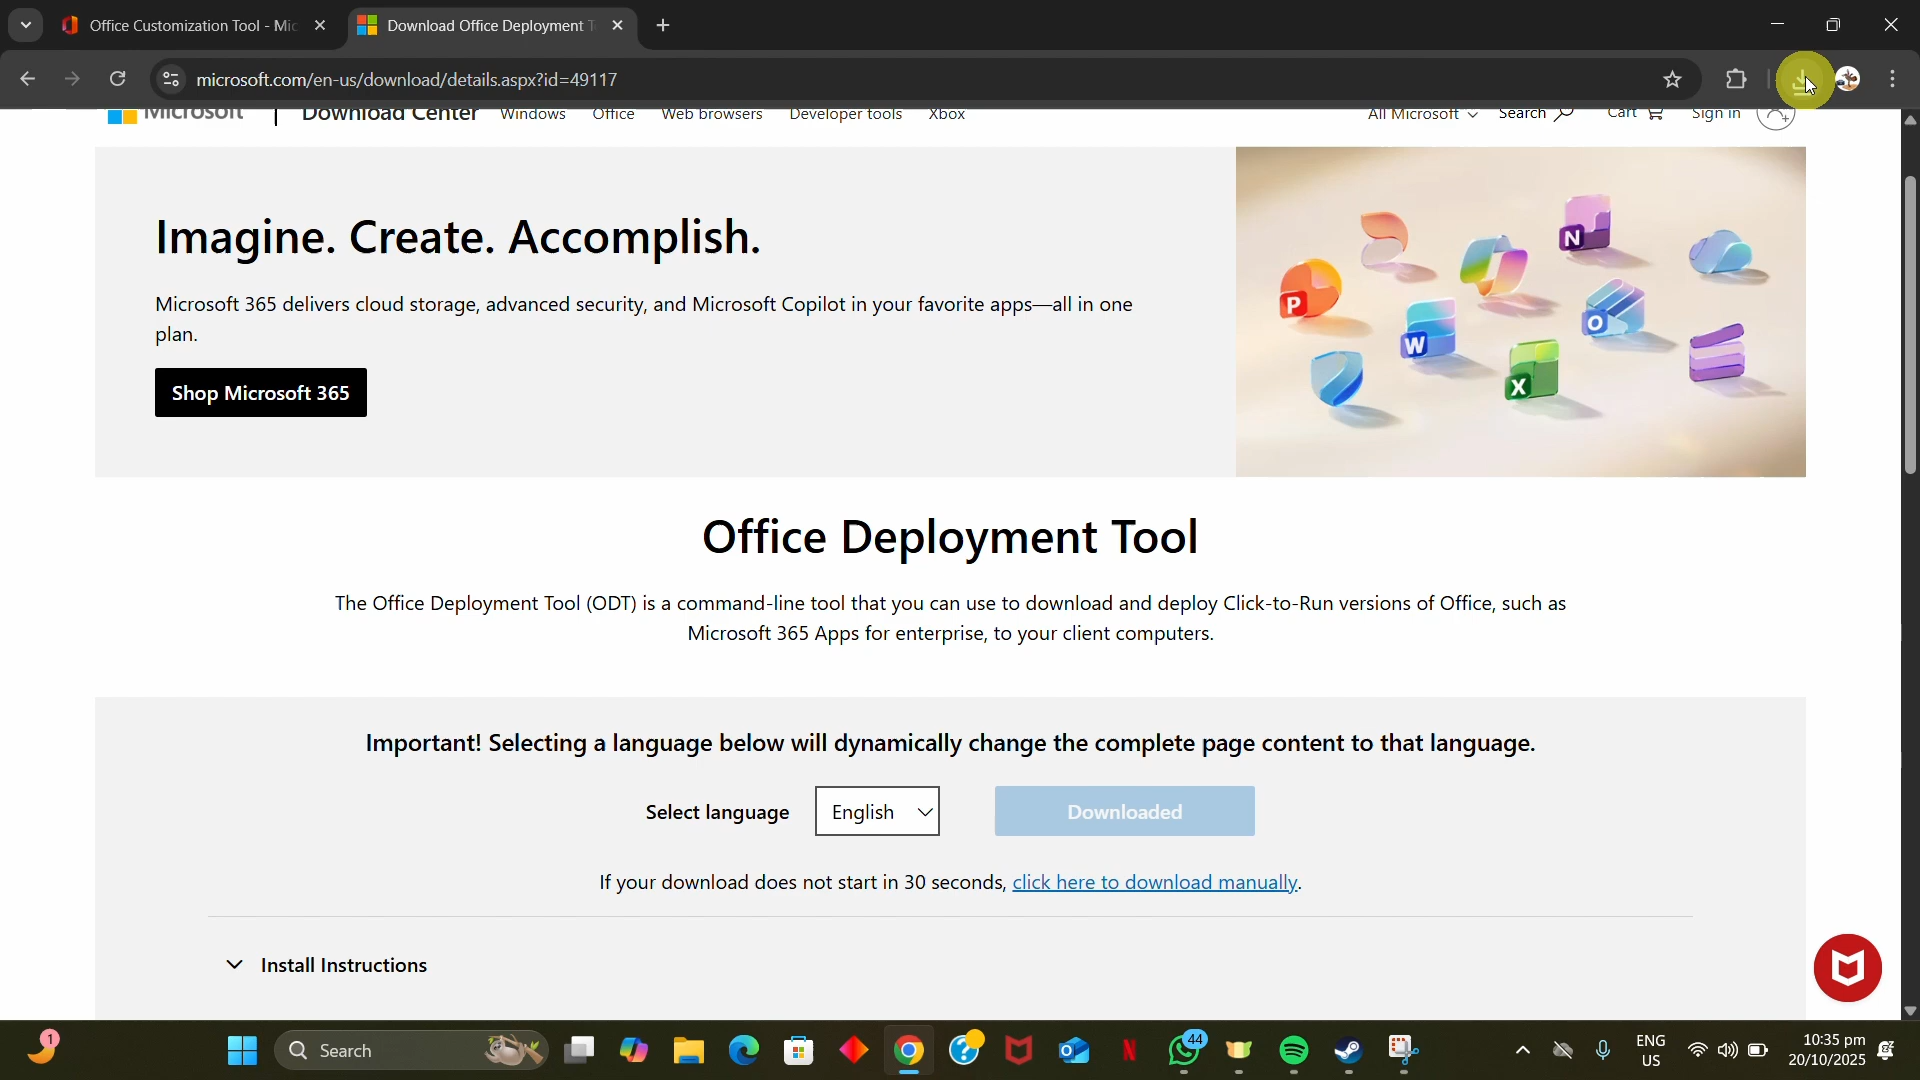 Office Customization Tool - Mic
Download Office Deployment T
microsoft.com/en-us/download/details.aspx?id=49117
Microsoft
Download Center
Windows
Office
Web browsers
Developer tools
Xbox
All Microsoft
Search
Cart
Sign in
Imagine. Create. Accomplish.
Microsoft 365 delivers cloud storage, advanced security, and Microsoft Copilot in your favorite apps—all in one
plan.
Shop Microsoft 365
P
N
W
O
X
Office Deployment Tool
The Office Deployment Tool (ODT) is a command-line tool that you can use to download and deploy Click-to-Run versions of Office, such as
Microsoft 365 Apps for enterprise, to your client computers.
Important! Selecting a language below will dynamically change the complete page content to that language.
Select language
English
Downloaded
If your download does not start in 30 seconds, click here to download manually.
Install Instructions
1
Search
44
ENG
US
10:35 pm
20/10/2025